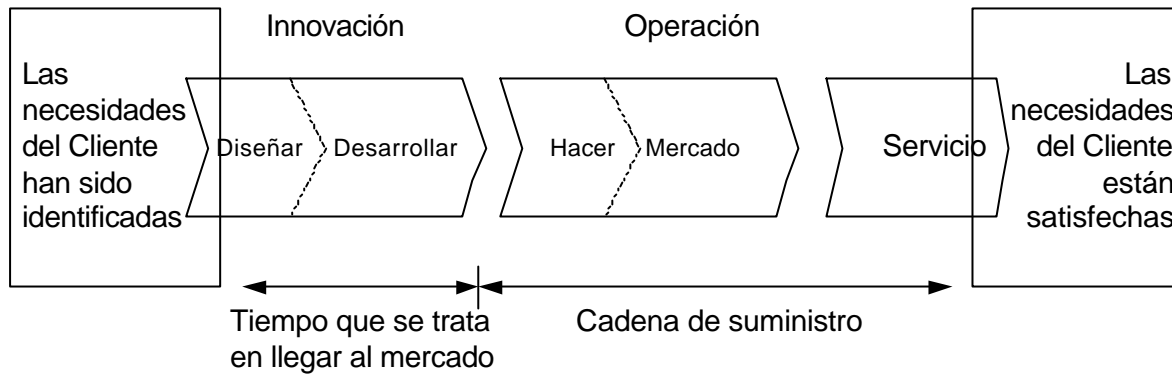 Innovación
Operación
Las
necesidades
del Cliente
han sido
identificadas
Diseñar
Desarrollar
Hacer
Mercado
Servicio
Las
necesidades
del Cliente
están
satisfechas
Tiempo que se trata
en llegar al mercado
Cadena de suministro